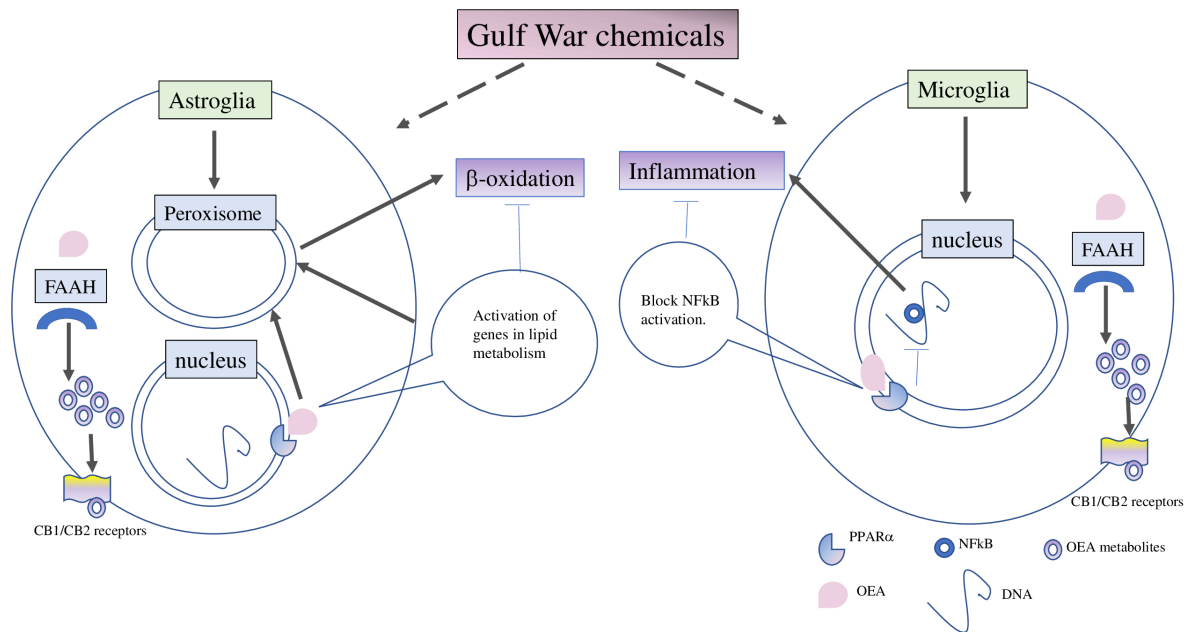 Gulf War chemicals
Astroglia
Microglia
β-oxidation
Inflammation
Peroxisome
nucleus
FAAH
FAAH
Block NFkB
activation.
Activation of
genes in lipid
metabolism
nucleus
CB1/CB2 receptors
CB1/CB2 receptors
PPARα
NFkB
OEA metabolites
OEA
DNA